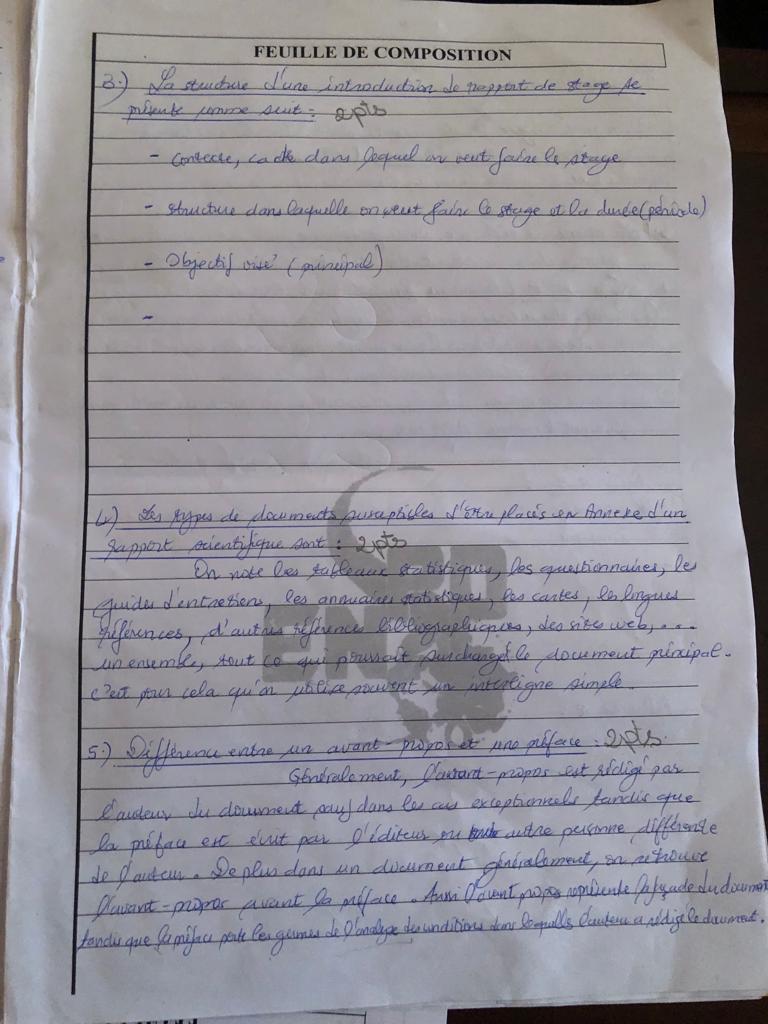 FEUILLE DE COMPOSITION
3°) La structure d'une introduction de rapport de stage se
présente comme suit : 2pts
- contexte, cadre dans lequel on veut faire le stage
- structure dans laquelle on veut faire le stage et la durée (période)
- Objectif visé (principal)
-
4°) Les types de documents susceptibles d'être placés en Annexe d'un
rapport scientifique sont : 2pts
On note les tableaux statistiques, les questionnaires, les
guides d'entretiens, les annuaires statistiques, les cartes, les longues
références, d'autres références bibliographiques, des sites web, ...
un ensemble, tout ce qui pourrait surchargé le document principal.
C'est pour cela qu'on utilise souvent un interligne simple.
5°) Différence entre un avant-propos et une préface : 2pts.
Généralement, l'avant-propos est rédigé par
l'auteur du document sauf dans les cas exceptionnels tandis que
la préface est écrit par l'éditeur ou toute autre personne différente
de l'auteur. De plus dans un document généralement, on retrouve
l'avant-propos avant la préface. Aussi l'avant propos représente la façade du document
tandis que la préface porte les germes de l'analyse des conditions dans lesquelles l'auteur a rédigé le document.